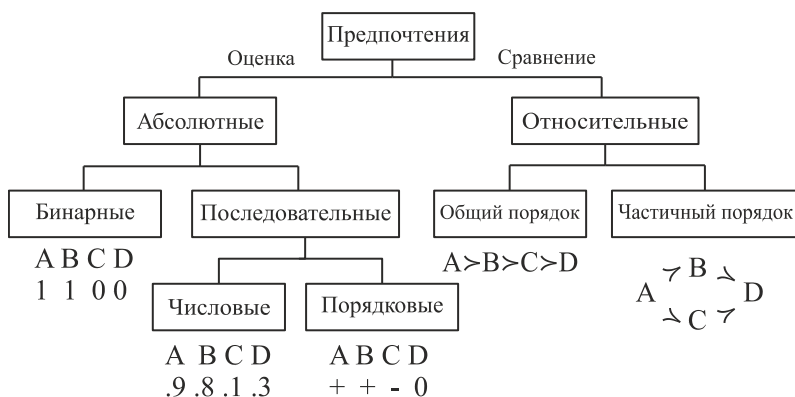 Предпочтения
Оценка
Сравнение
Абсолютные
Относительные
Бинарные
Последовательные
Общий порядок
Частичный порядок
A B C D
1 1 0 0
A≻B≻C≻D
A ≻ B ≻ D
≻ C ≻
Числовые
Порядковые
A B C D
.9 .8 .1 .3
A B C D
+ + - 0